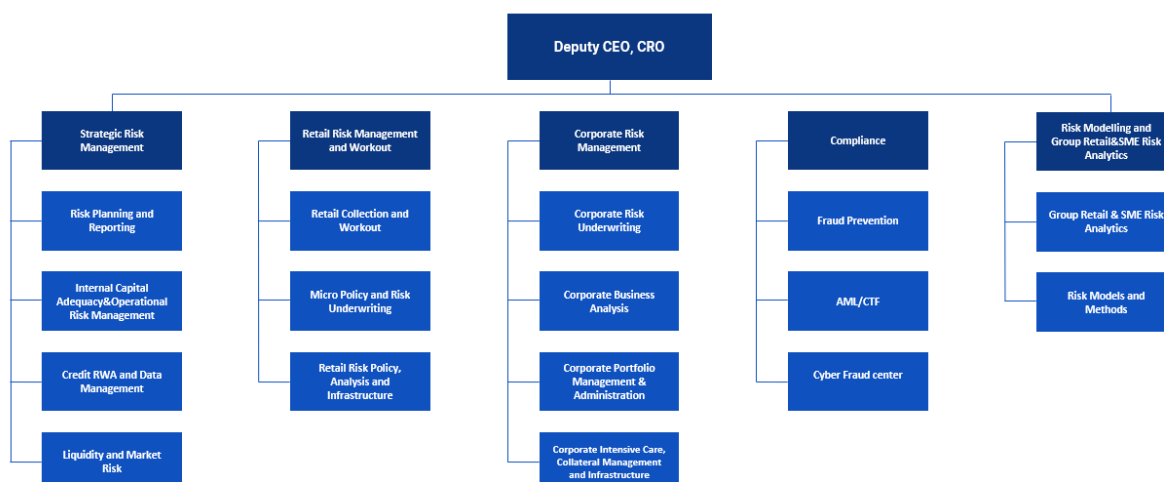 Deputy CEO, CRO
Strategic Risk
Management
Retail Risk Management
and Workout
Corporate Risk
Management
Compliance
Risk Modelling and
Group Retail&SME Risk
Analytics
Risk Planning and
Reporting
Retail Collection and
Workout
Corporate Risk
Underwriting
Fraud Prevention
Group Retail & SME Risk
Analytics
Internal Capital
Adequacy&Operational
Risk Management
Micro Policy and Risk
Underwriting
Corporate Business
Analysis
AML/CTF
Risk Models and
Methods
Credit RWA and Data
Management
Retail Risk Policy,
Analysis and
Infrastructure
Corporate Portfolio
Management &
Administration
Cyber Fraud center
Liquidity and Market
Risk
Corporate Intensive Care,
Collateral Management
and Infrastructure